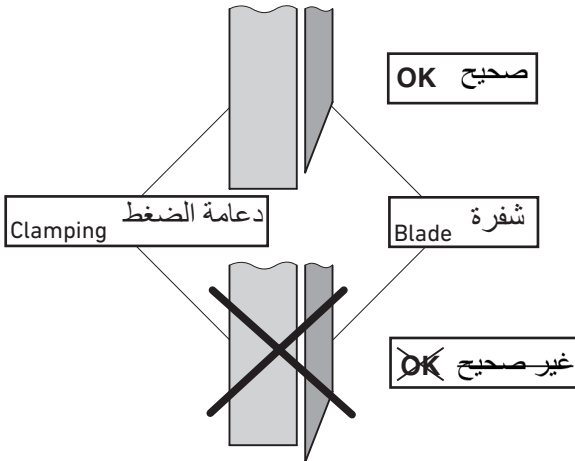 OK صحيح
دعامة الضغط
Clamping
شفرة
Blade
OK غير صحيح